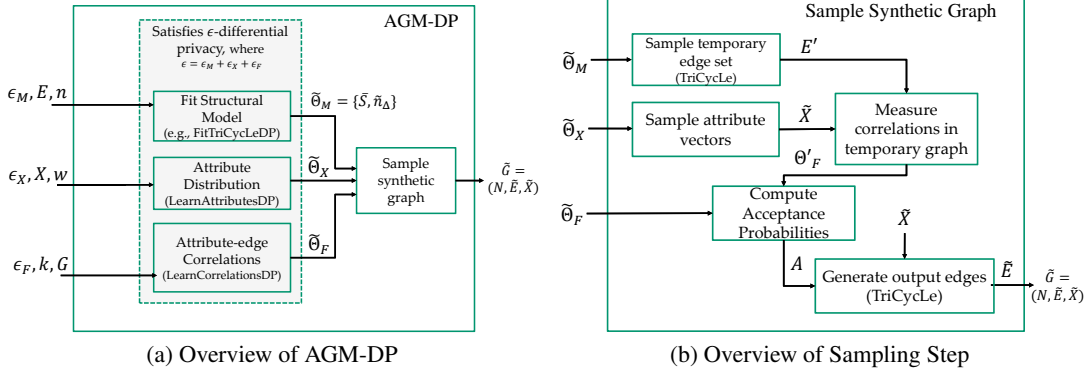 AGM-DP
Satisfies ϵ-differential
privacy, where
ϵ = ϵ_M + ϵ_X + ϵ_F
ϵ_M, E, n
Fit Structural
Model
(e.g., FitTriCycLeDP)
Θ̃_M = {S̄, ñ_Δ}
ϵ_X, X, w
Attribute
Distribution
(LearnAttributesDP)
Θ̃_X
Sample
synthetic
graph
G̃ =
(N, Ẽ, X̃)
ϵ_F, k, G
Attribute-edge
Correlations
(LearnCorrelationsDP)
Θ̃_F
(a) Overview of AGM-DP
Sample Synthetic Graph
Θ̃_M
Sample temporary
edge set
(TriCycLe)
E′
Θ̃_X
Sample attribute
vectors
X̃
Measure
correlations in
temporary graph
Θ′_F
Θ̃_F
Compute
Acceptance
Probabilities
X̃
A
Generate output edges
(TriCycLe)
Ẽ
G̃ =
(N, Ẽ, X̃)
(b) Overview of Sampling Step